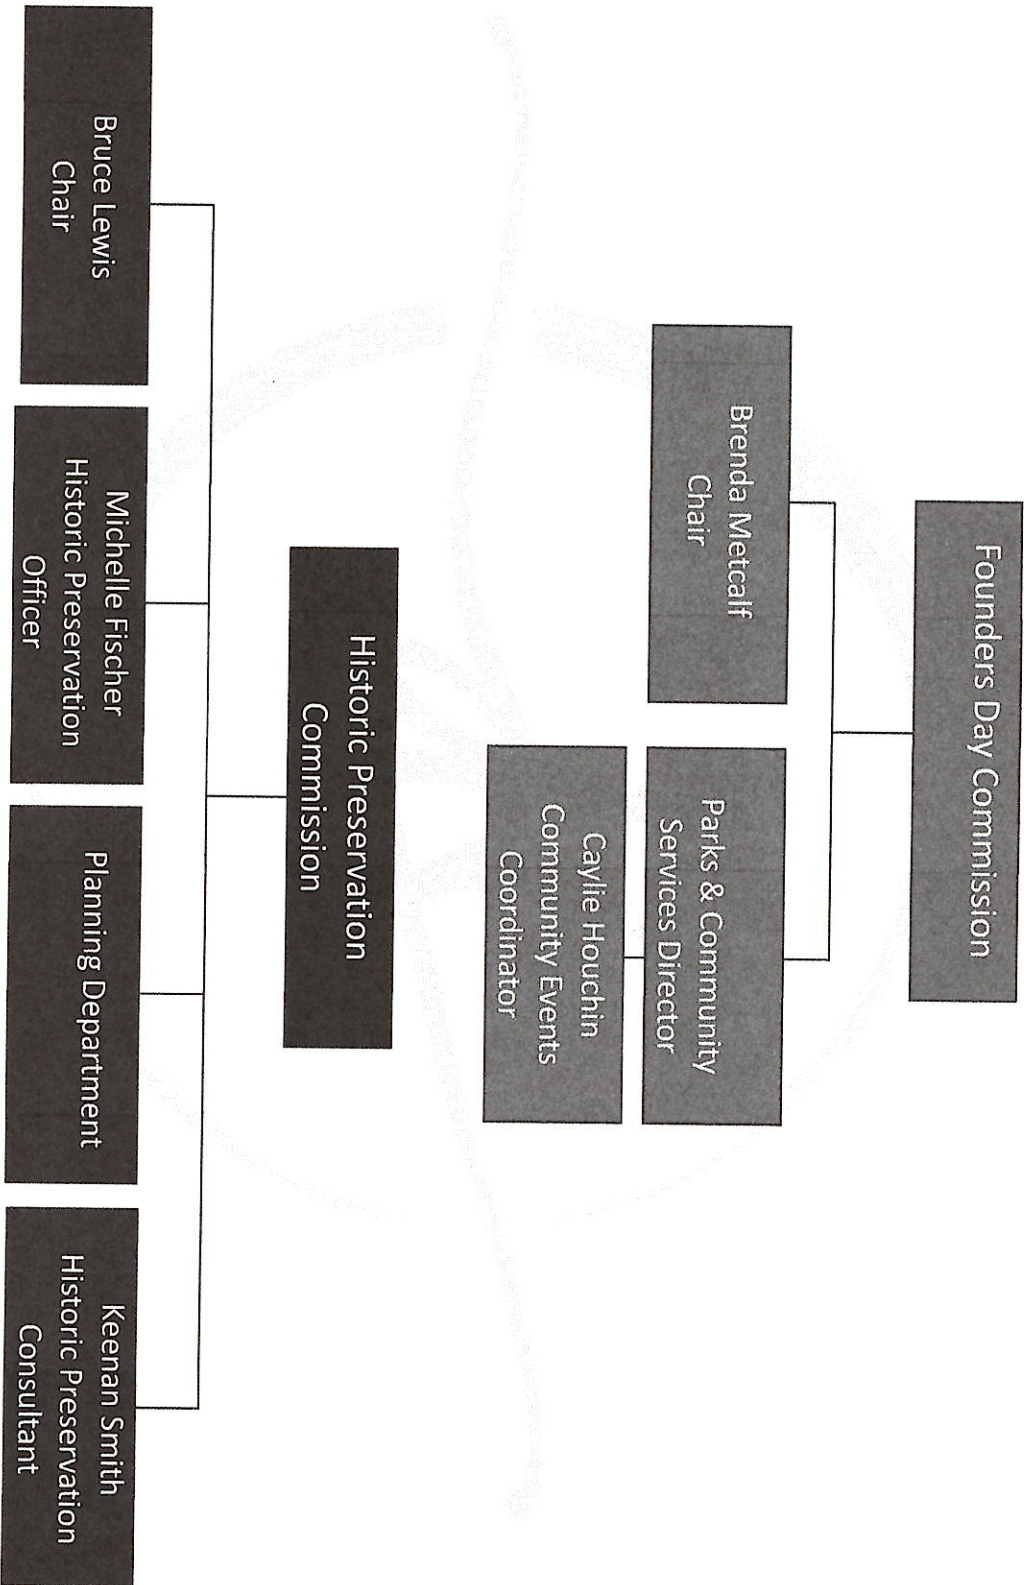 Founders Day Commission
Brenda Metcalf
Chair
Parks & Community
Services Director
Caylie Houchin
Community Events
Coordinator
Historic Preservation
Commission
Bruce Lewis
Chair
Michelle Fischer
Historic Preservation
Officer
Planning Department
Keenan Smith
Historic Preservation
Consultant